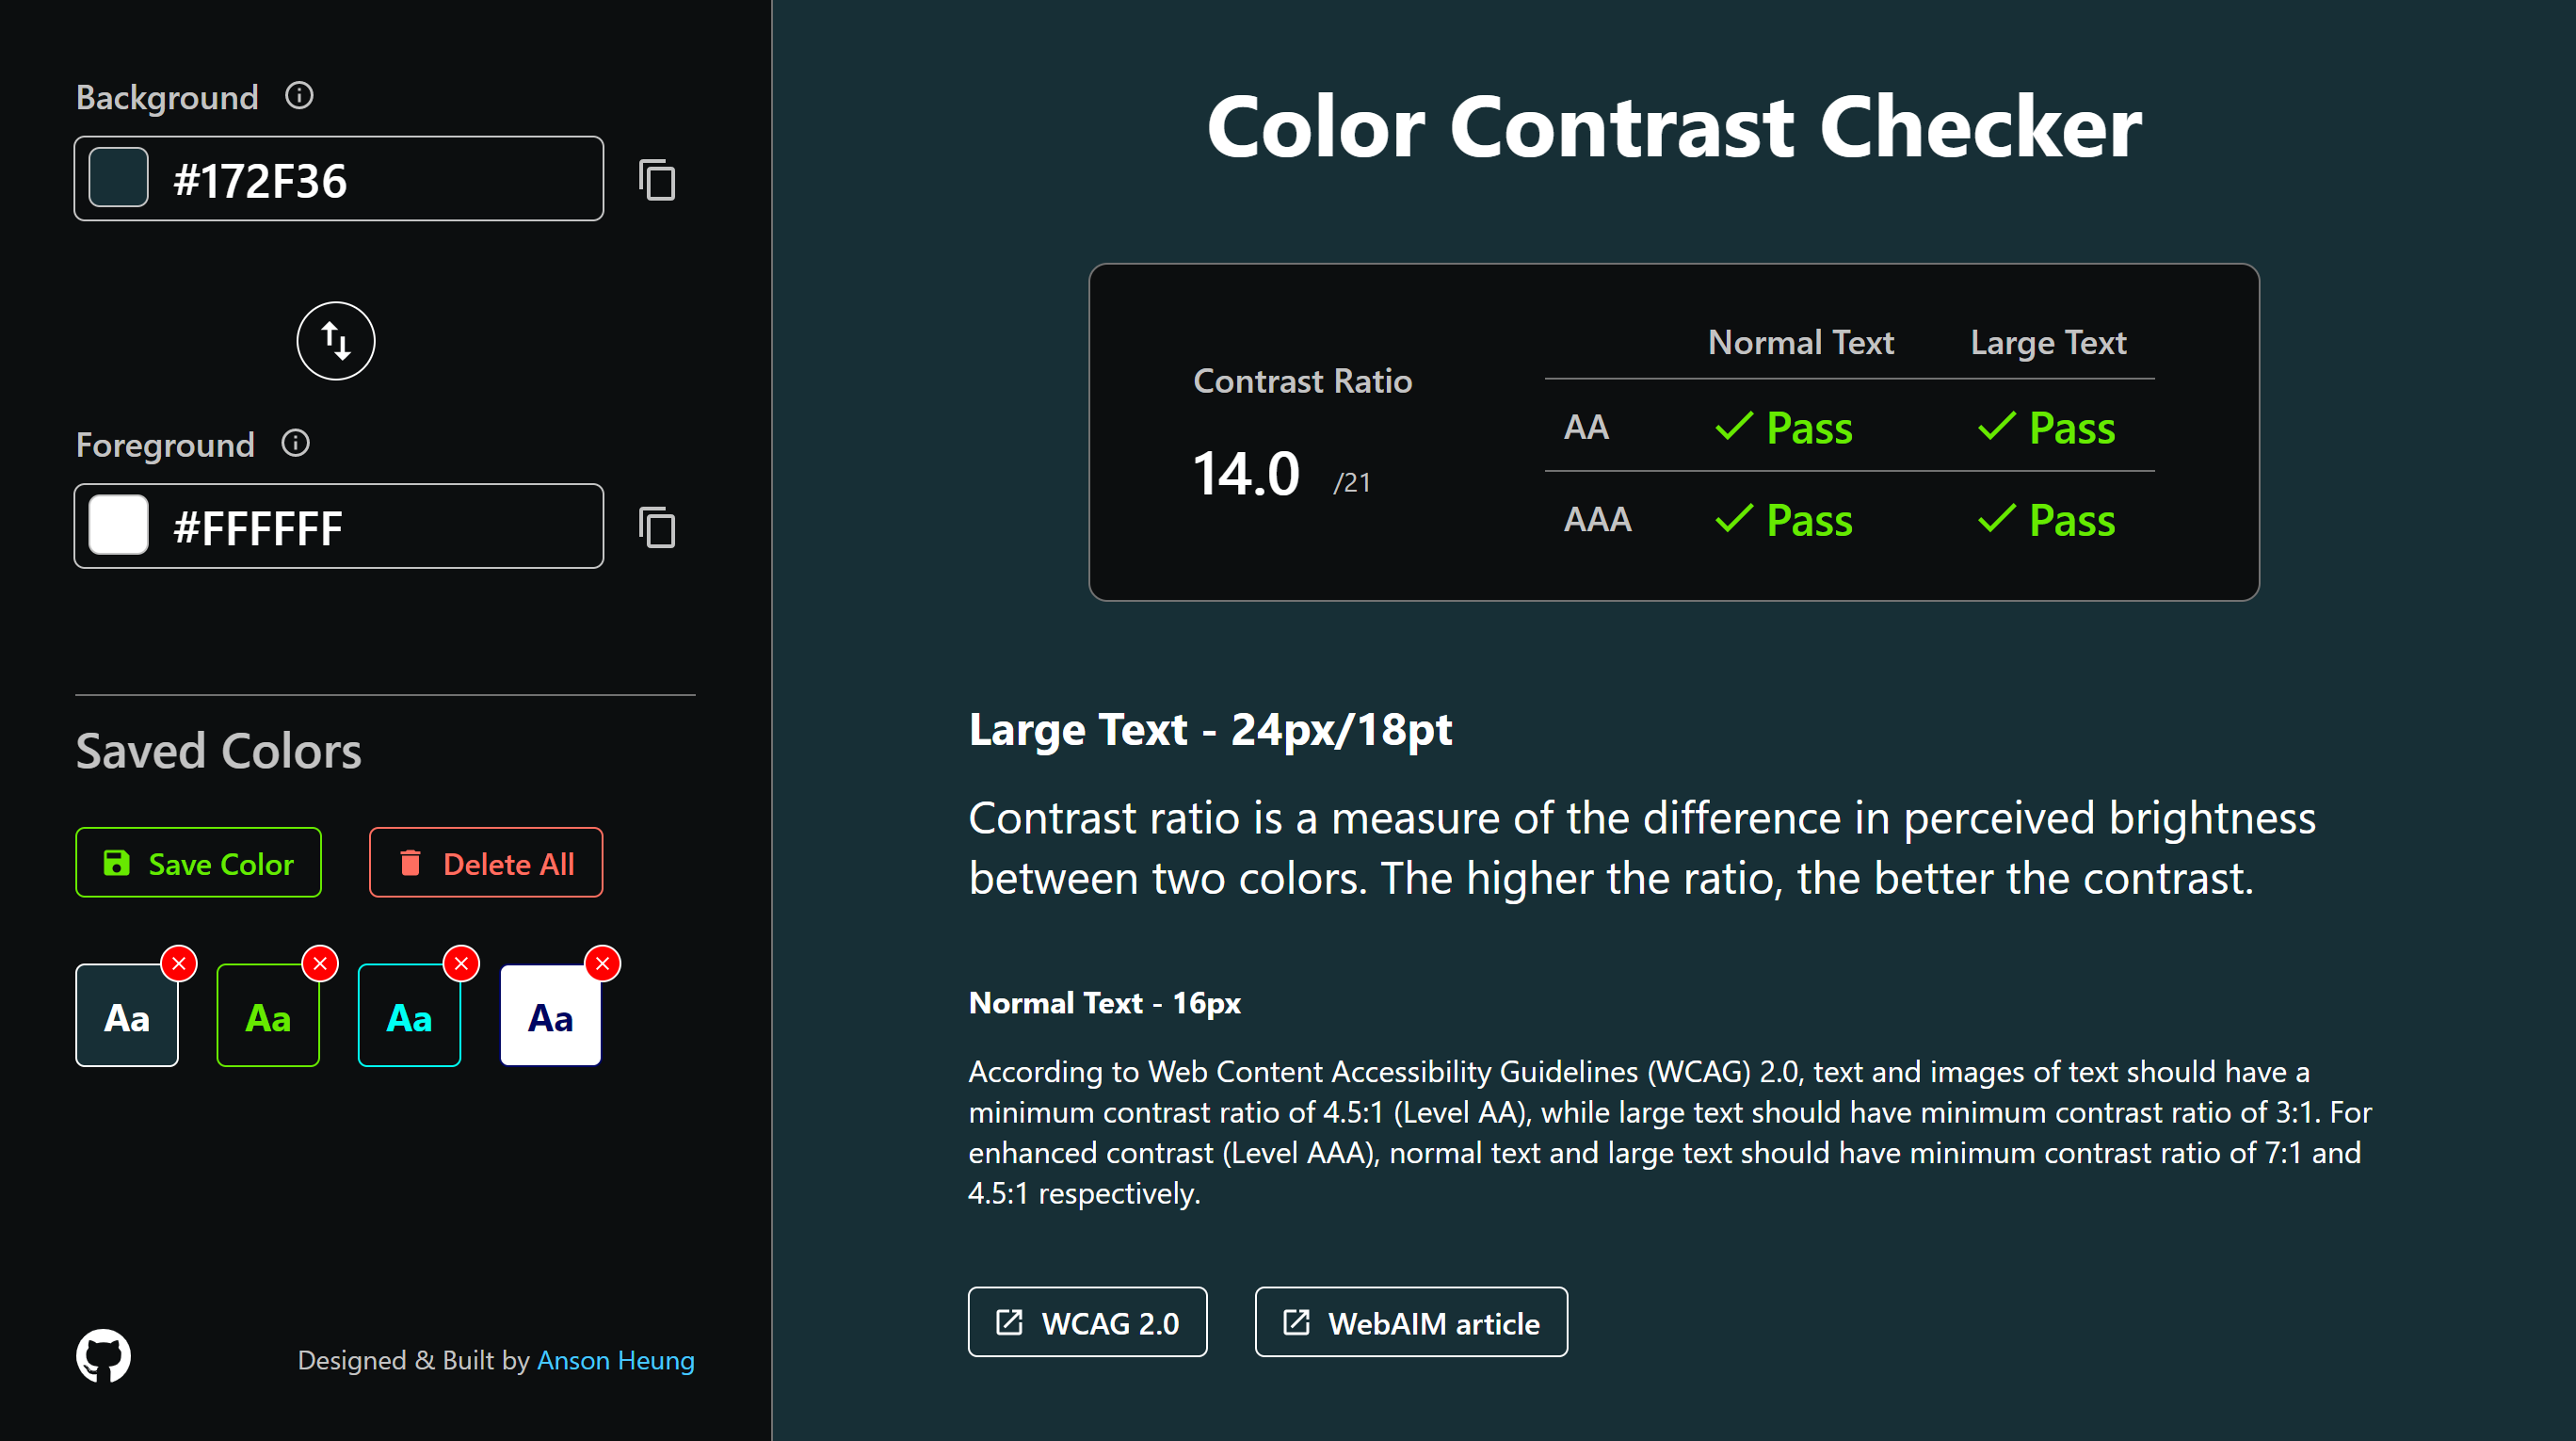 Background
#172F36
Foreground
#FFFFFF
Saved Colors
Save Color
Delete All
Aa
Aa
Aa
Aa
Designed & Built by Anson Heung
Color Contrast Checker
Contrast Ratio
14.0 /21
Normal Text Large Text
AA Pass Pass
AAA Pass Pass
Large Text - 24px/18pt
Contrast ratio is a measure of the difference in perceived brightness
between two colors. The higher the ratio, the better the contrast.
Normal Text - 16px
According to Web Content Accessibility Guidelines (WCAG) 2.0, text and images of text should have a
minimum contrast ratio of 4.5:1 (Level AA), while large text should have minimum contrast ratio of 3:1. For
enhanced contrast (Level AAA), normal text and large text should have minimum contrast ratio of 7:1 and
4.5:1 respectively.
WCAG 2.0
WebAIM article